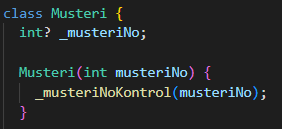 class Musteri {
int? _musteriNo;
Musteri(int musteriNo) {
_musteriNoKontrol(musteriNo);
}